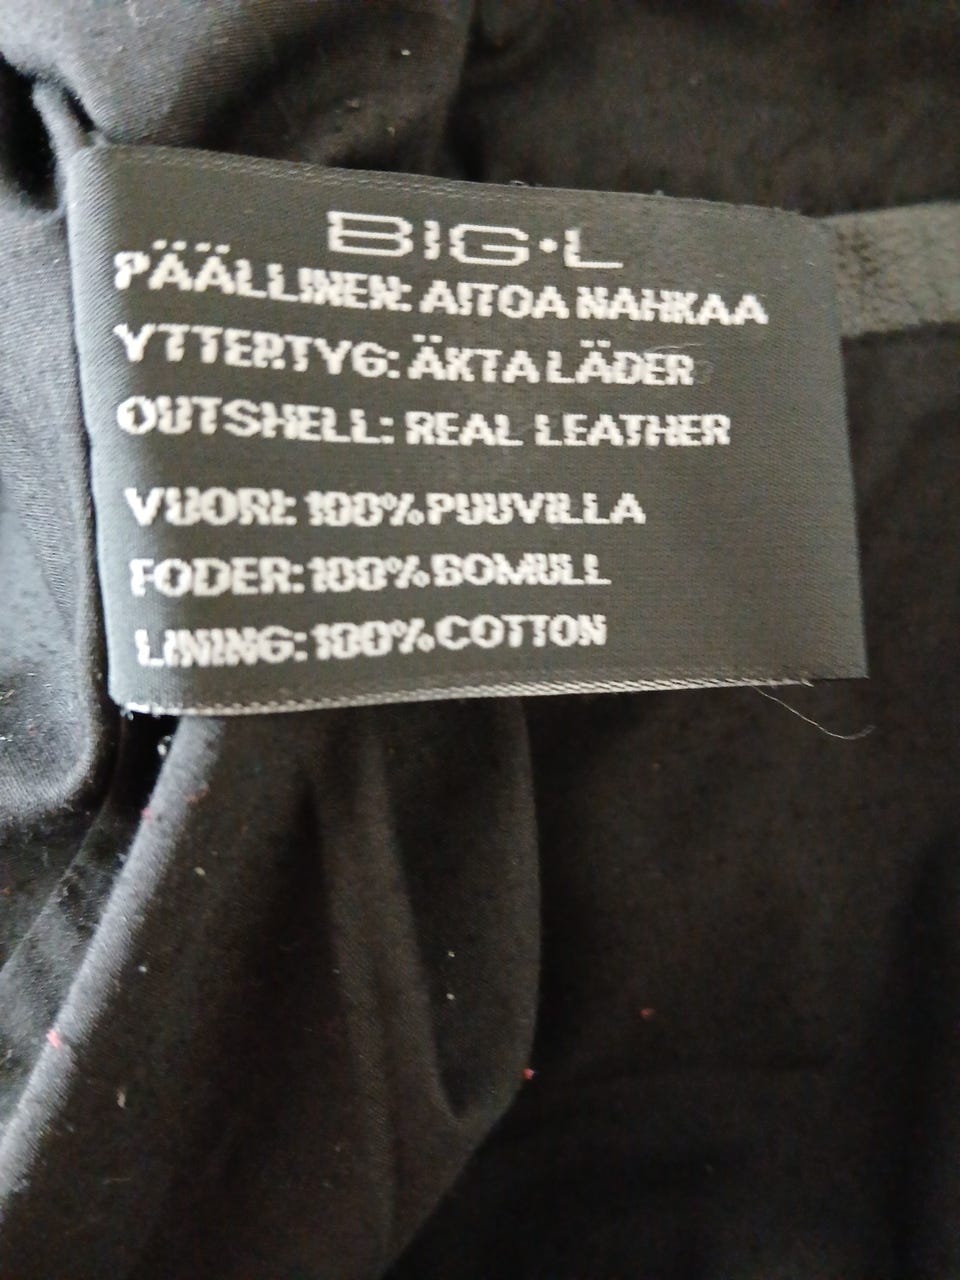 BIG·L
PÄÄLLINEN: AITOA NAHKAA
YTTERTYG: ÄKTA LÄDER
OUTSHELL: REAL LEATHER
VUORI: 100% PUUVILLA
FODER: 100% BOMULL
LINING: 100% COTTON